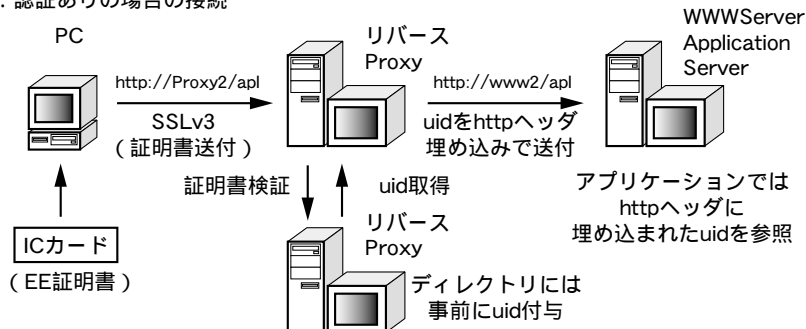 ：認証ありの場合の接続
PC
リバース
Proxy
WWWServer
Application
Server
http://Proxy2/apl
SSLv3
（証明書送付）
http://www2/apl
uidをhttpヘッダ
埋め込みで送付
証明書検証
uid取得
アプリケーションでは
httpヘッダに
埋め込まれたuidを参照
ICカード
（EE証明書）
リバース
Proxy
ディレクトリには
事前にuid付与